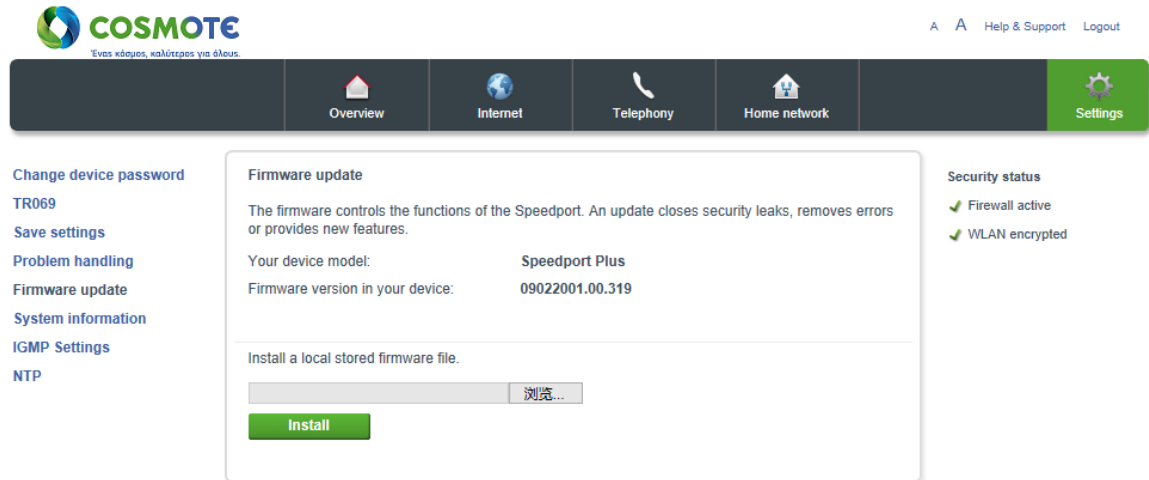 COSMOTE
Ένας κόσμος, καλύτερος για όλους.
A A Help & Support Logout
Overview Internet Telephony Home network Settings
Change device password
TR069
Save settings
Problem handling
Firmware update
System information
IGMP Settings
NTP
Firmware update
The firmware controls the functions of the Speedport. An update closes security leaks, removes errors
or provides new features.
Your device model: Speedport Plus
Firmware version in your device: 09022001.00.319
Install a local stored firmware file.
浏览...
Install
Security status
Firewall active
WLAN encrypted